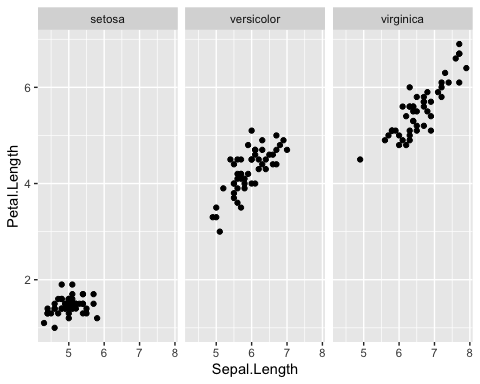 setosa versicolor virginica
6
4
2
Petal.Length
5 6 7 8 5 6 7 8 5 6 7 8
Sepal.Length